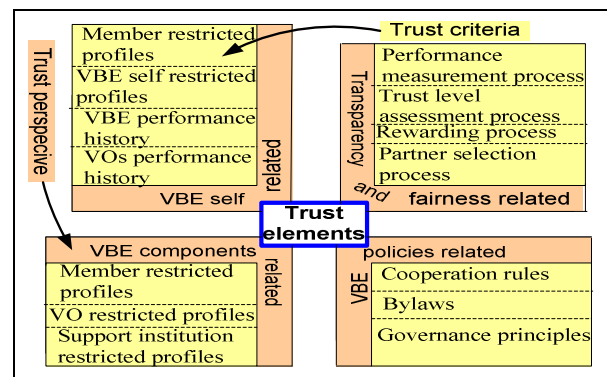 Trust perspective
Trust criteria
Member restricted
profiles
VBE self restricted
profiles
VBE performance
history
VOs performance
history
VBE self
related
Transparency
and
fairness related
Performance
measurement process
Trust level
assessment process
Rewarding process
Partner selection
process
Trust
elements
VBE components
related
Member restricted
profiles
VO restricted profiles
Support institution
restricted profiles
VBE
policies related
Cooperation rules
Bylaws
Governance principles